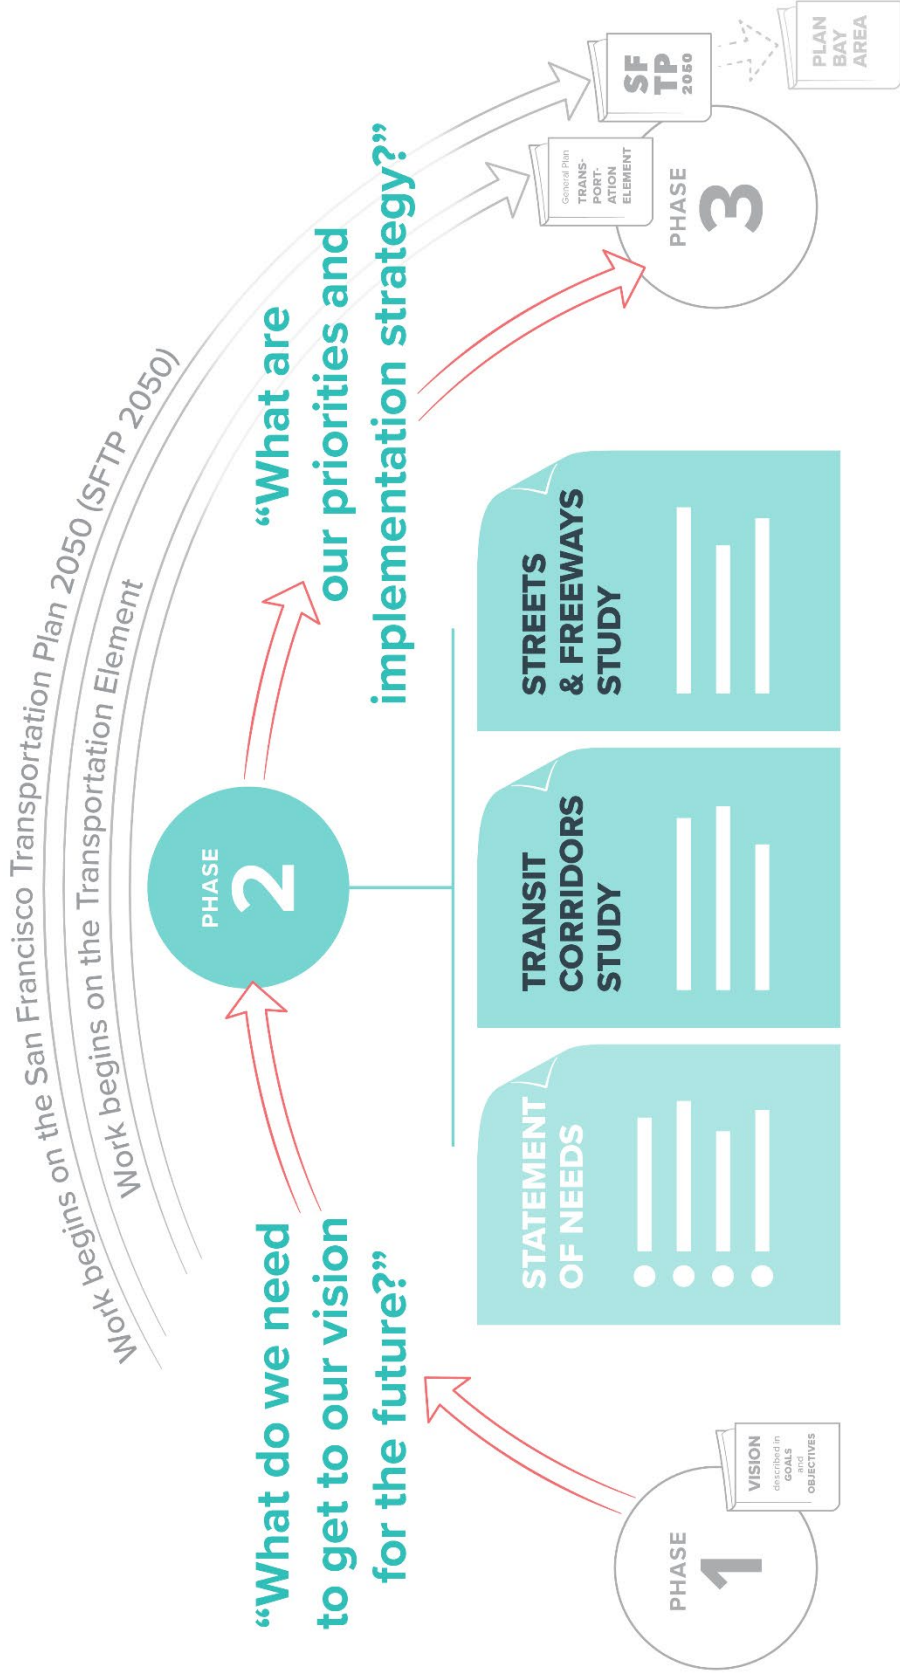 Work begins on the San Francisco Transportation Plan 2050 (SFTP 2050)
Work begins on the Transportation Element
“What do we need
to get to our vision
for the future?”
PHASE
2
“What are
our priorities and
implementation strategy?”
PHASE
1
VISION
described in
GOALS
and
OBJECTIVES
STATEMENT
OF NEEDS
TRANSIT
CORRIDORS
STUDY
STREETS
& FREEWAYS
STUDY
PHASE
3
General Plan
TRANS-
PORT-
ATION
ELEMENT
SF
TP
2050
PLAN
BAY
AREA